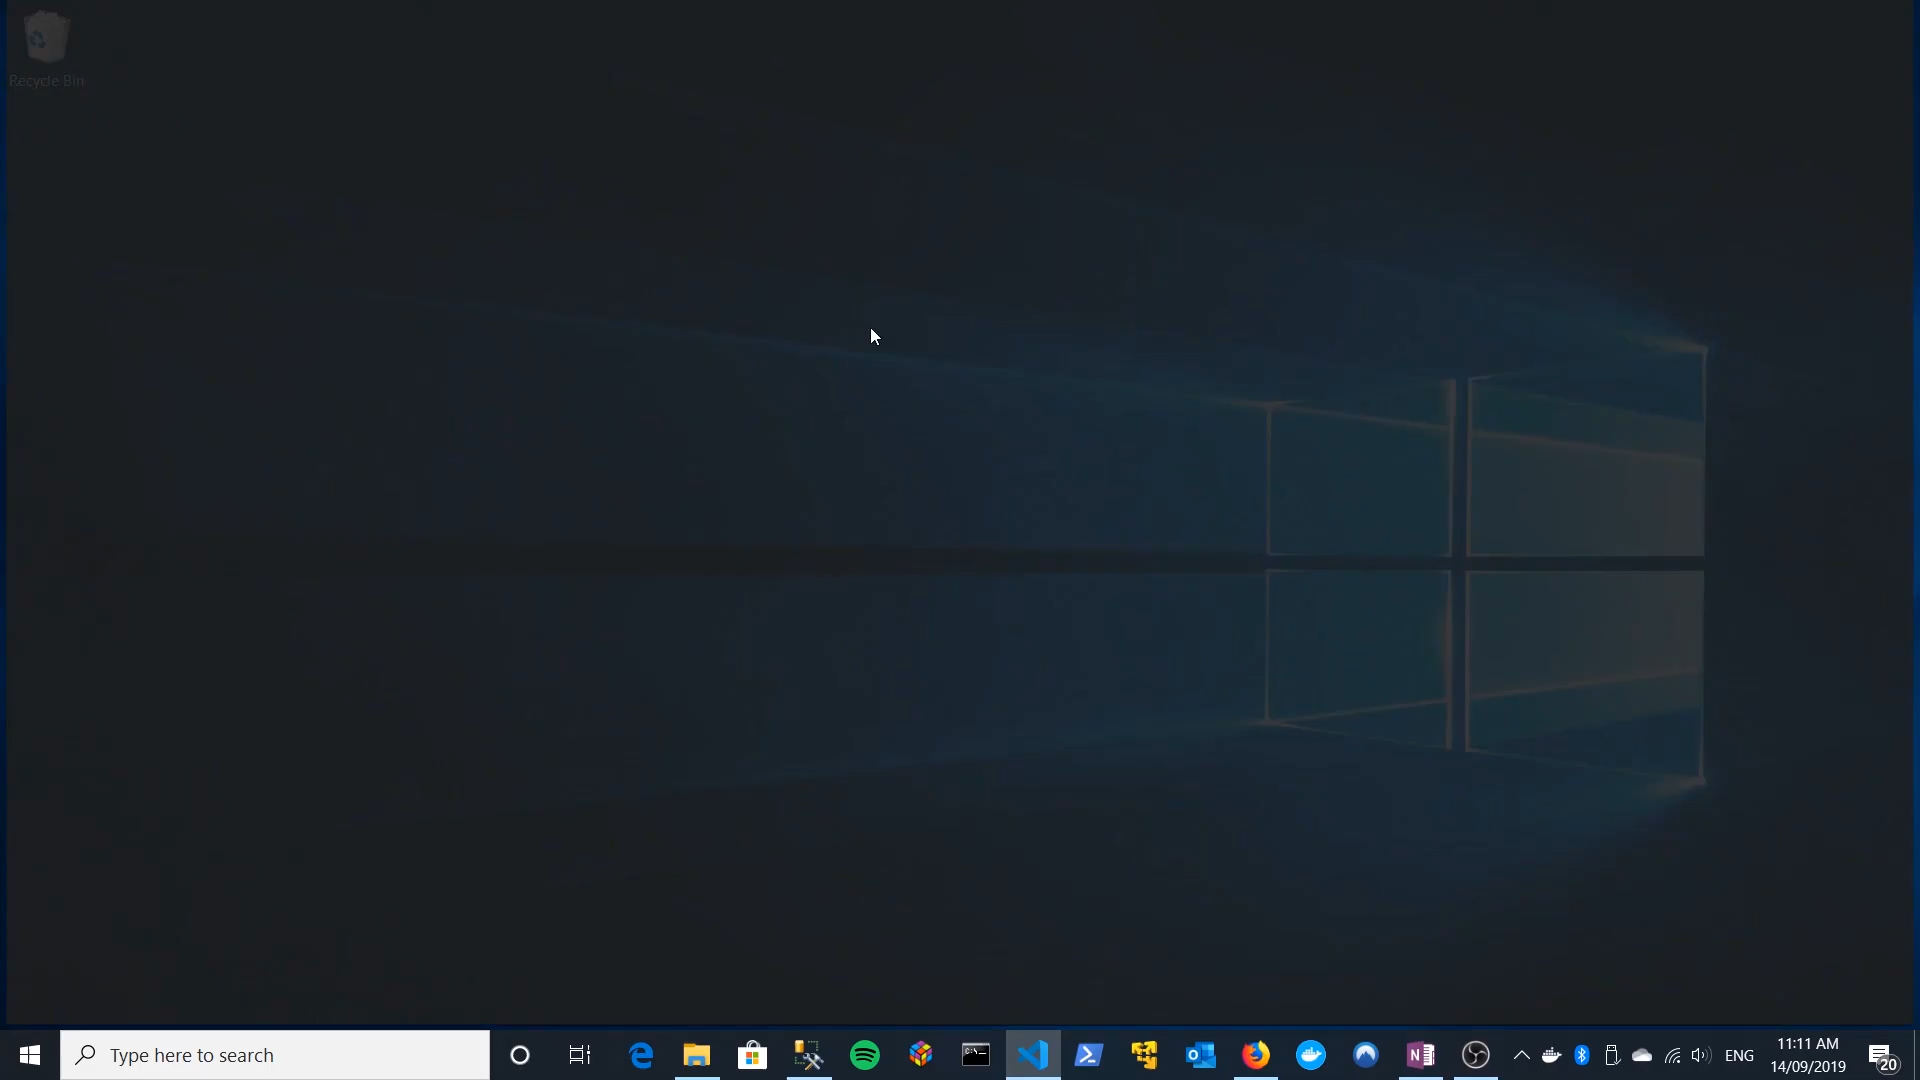 Recycle Bin
Type here to search
ENG
11:11 AM
14/09/2019
20